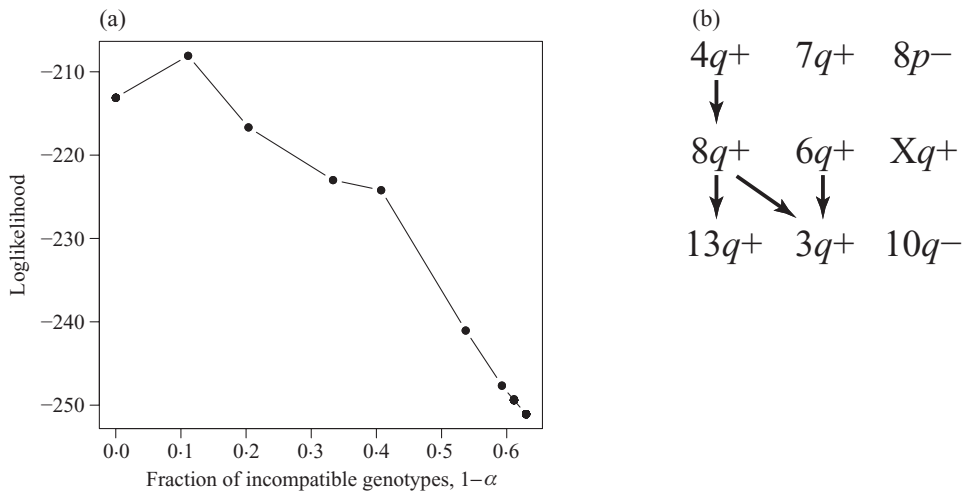 (a)
−210
−220
−230
−240
−250
Loglikelihood
0·0 0·1 0·2 0·3 0·4 0·5 0·6
Fraction of incompatible genotypes, 1−α
(b)
4q+ 7q+ 8p−
8q+ 6q+ Xq+
13q+ 3q+ 10q−